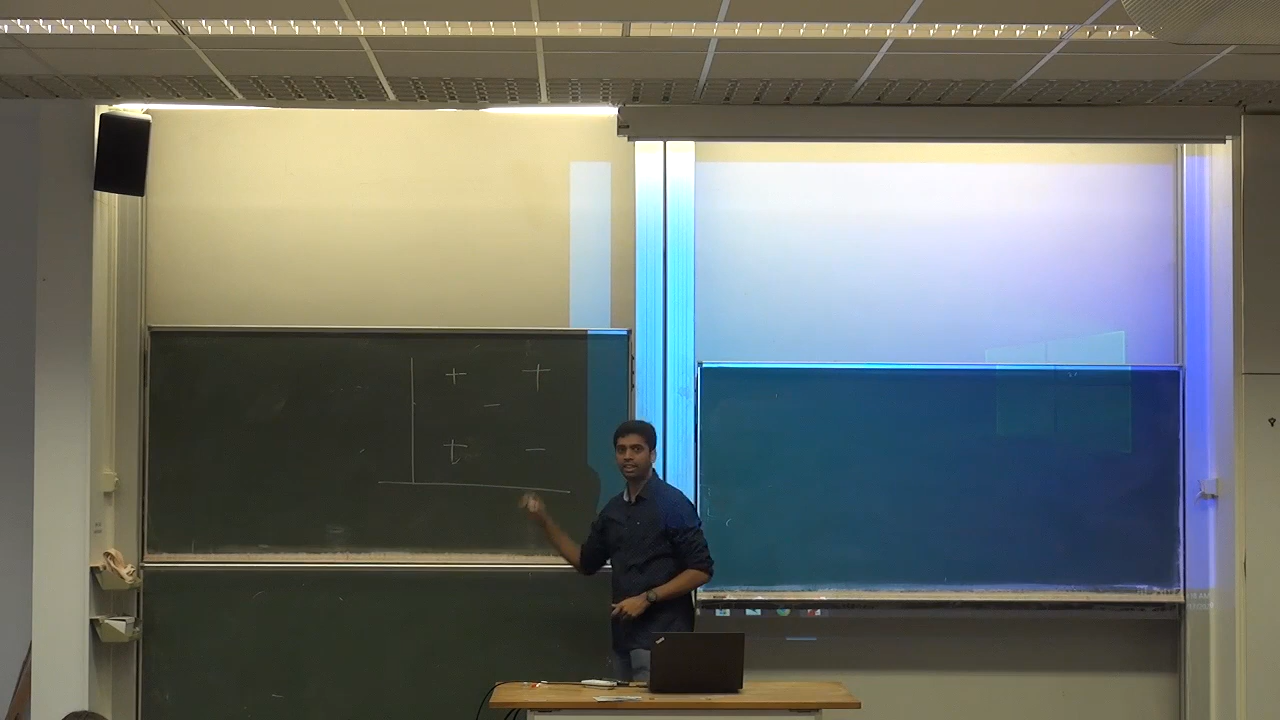 + +
-
+ -